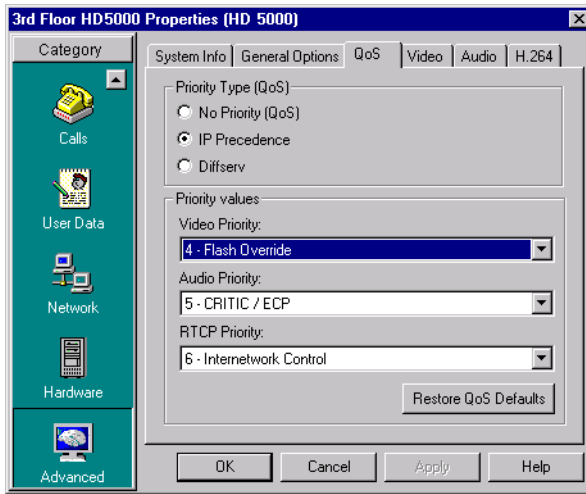 3rd Floor HD5000 Properties (HD 5000)
Category
Calls
User Data
Network
Hardware
Advanced
System Info
General Options
QoS
Video
Audio
H.264
Priority Type (QoS)
No Priority (QoS)
IP Precedence
Diffserv
Priority values
Video Priority:
4 - Flash Override
Audio Priority:
5 - CRITIC / ECP
RTCP Priority:
6 - Internetwork Control
Restore QoS Defaults
OK
Cancel
Apply
Help